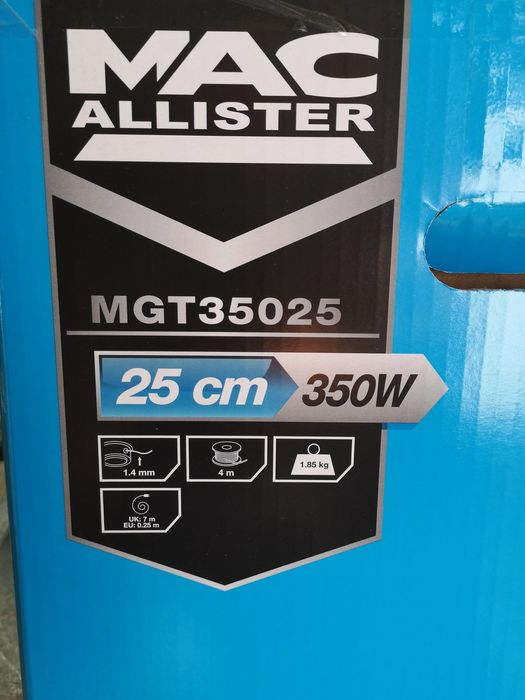 MAC
ALLISTER
MGT35025
25 cm 350W
1.4 mm
4 m
1.85 kg
UK: 7 m
EU: 0.25 m